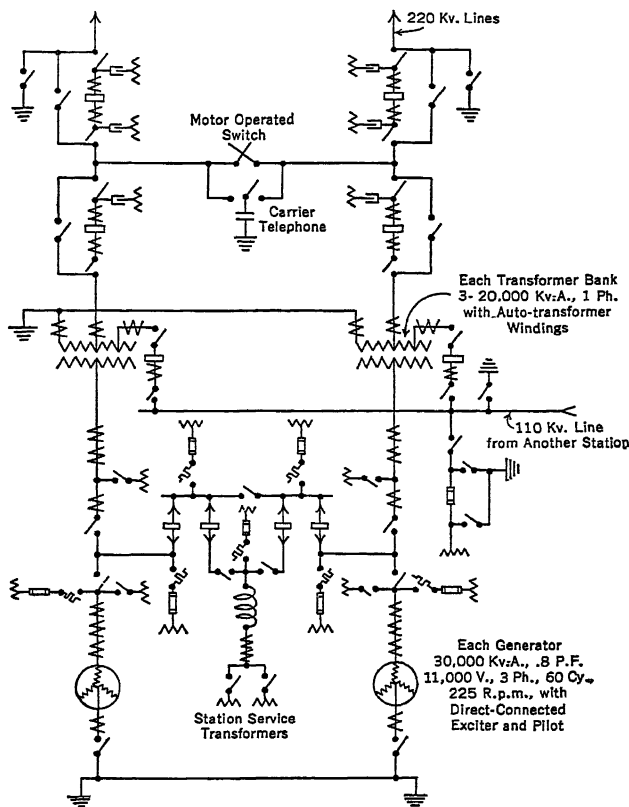 220 Kv. Lines
Motor Operated
Switch
Carrier
Telephone
Each Transformer Bank
3-20.000 Kv.A., 1 Ph.
with Auto-transformer
Windings
110 Kv. Line
from Another Station
Each Generator
30,000 Kv.A., .8 P.F.
11,000 V., 3 Ph., 60 Cy.,
225 R.p.m., with
Direct-Connected
Exciter and Pilot
Station Service
Transformers